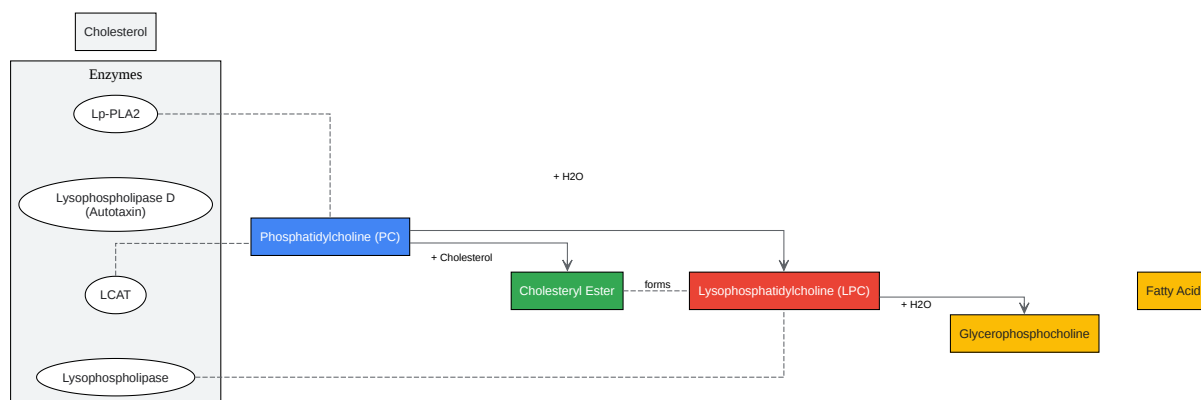 Cholesterol
Enzymes
Lp-PLA2
+ H2O
Lysophospholipase D
(Autotaxin)
Phosphatidylcholine (PC)
+ Cholesterol
LCAT
Cholesteryl Ester
forms
Lysophosphatidylcholine (LPC)
Fatty Acid
+ H2O
Glycerophosphocholine
Lysophospholipase